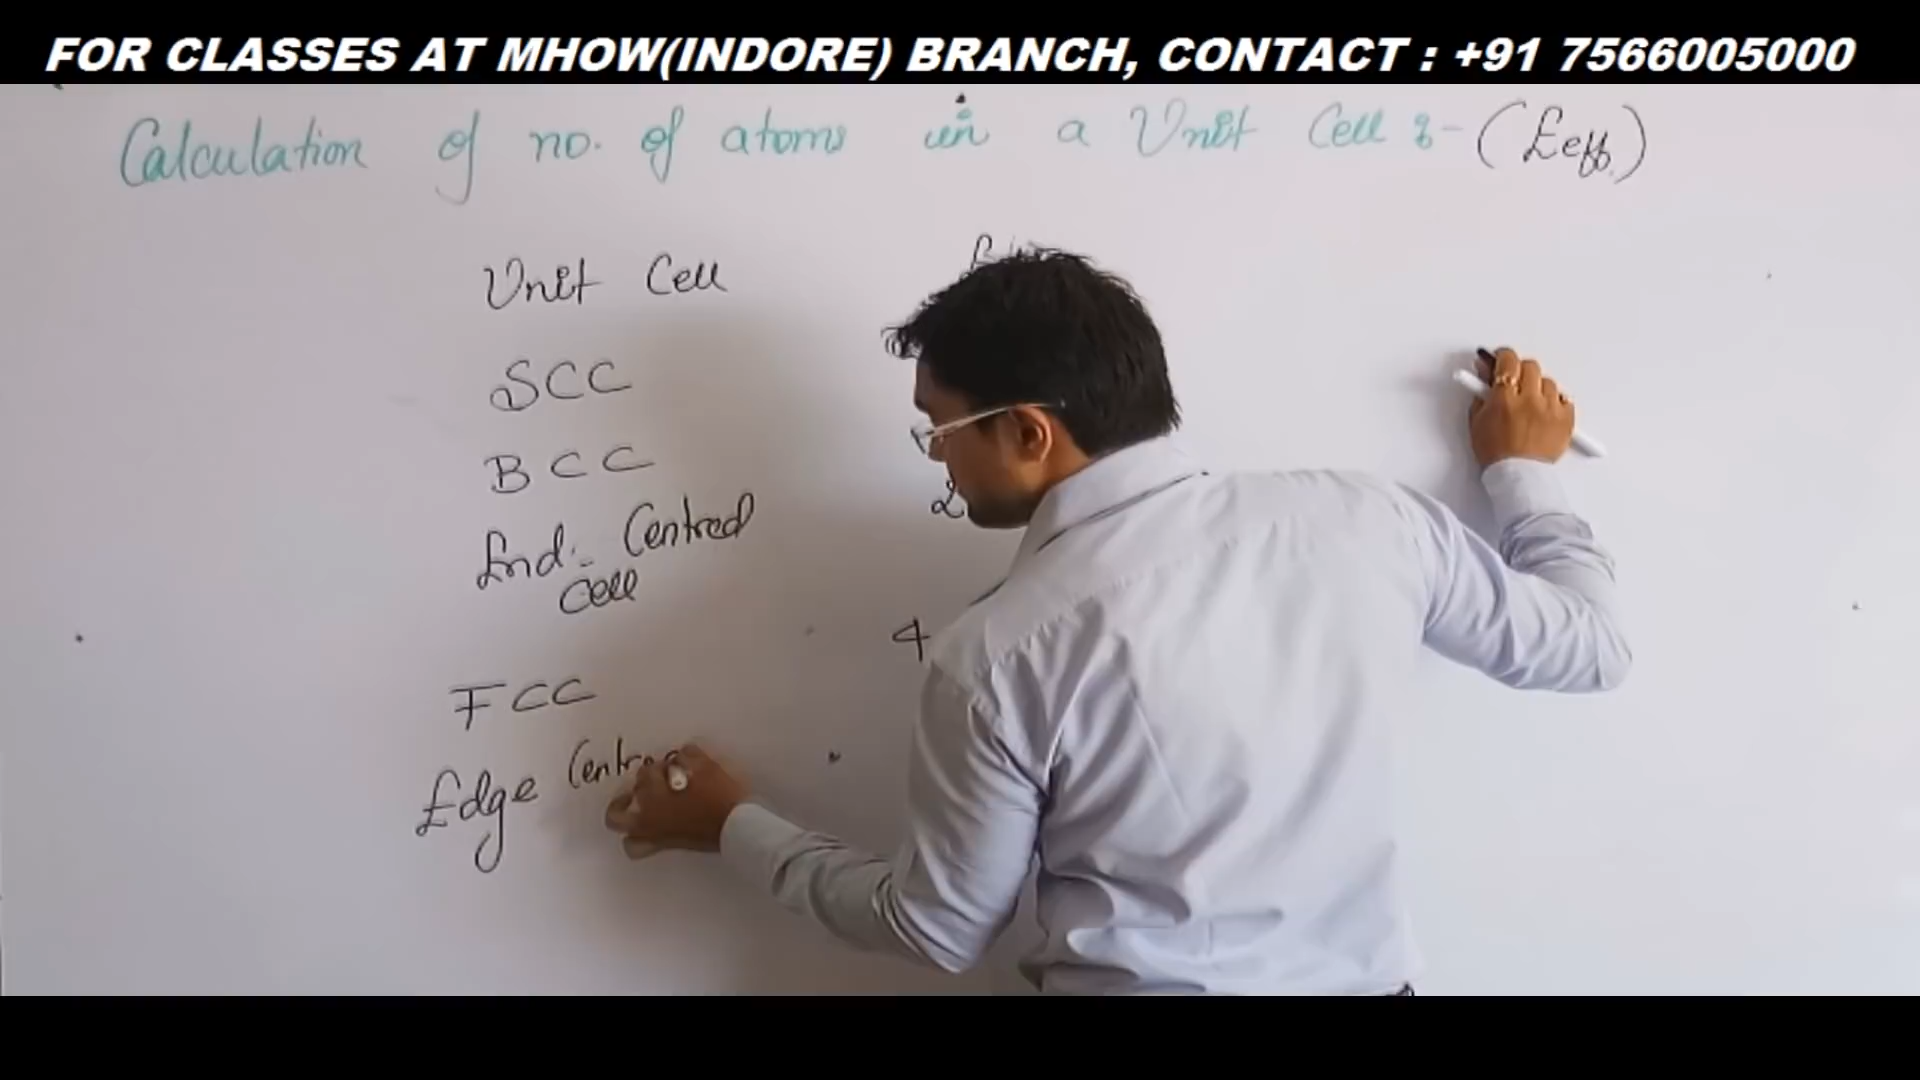 FOR CLASSES AT MHOW(INDORE) BRANCH, CONTACT : +91 7566005000
Calculation of no. of atoms in a Unit Cell :- (Zeff.)
Unit Cell
SCC
BCC
2
End. Centred
Cell
4
FCC
Edge Centre